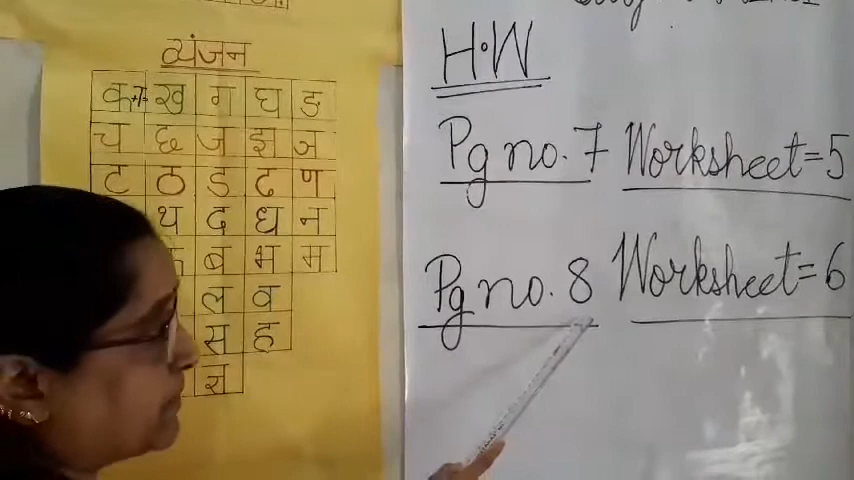 व्यंजन
क ख ग घ ङ
च छ ज झ ञ
ट ठ ड ढ ण
थ द ध न
ब भ म
ल व
स ह
H.W
Pg no. 7 Worksheet=5
Pg no. 8 Worksheet=6